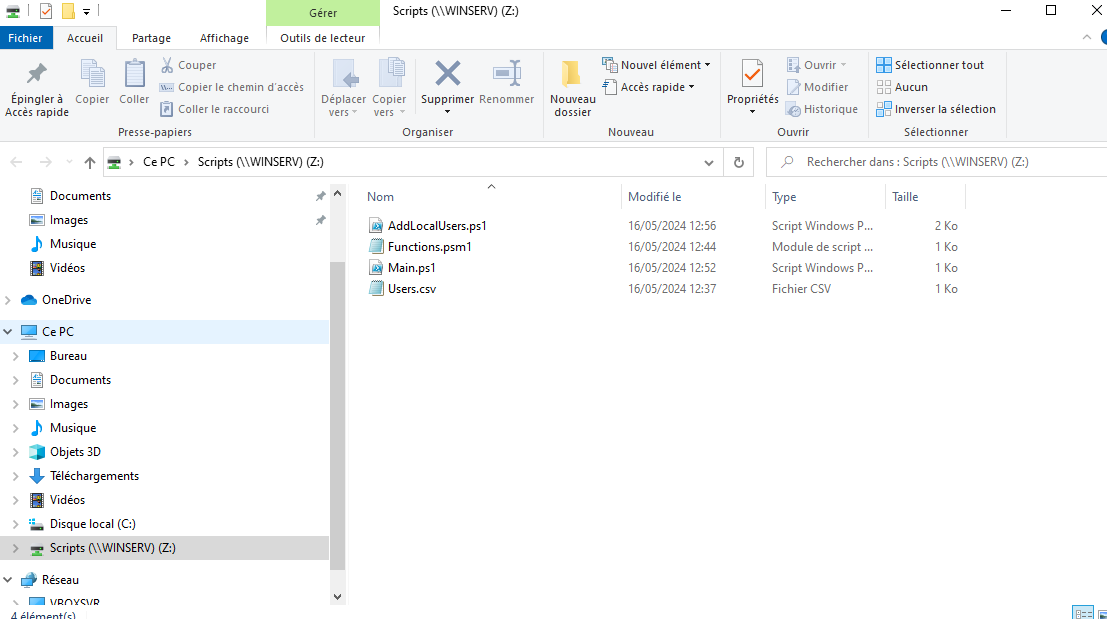 Gérer
Scripts (\\WINSERV) (Z:)
Fichier
Accueil
Partage
Affichage
Outils de lecteur
Épingler à
Accès rapide
Copier
Coller
Couper
Copier le chemin d'accès
Coller le raccourci
Presse-papiers
Déplacer
vers
Copier
vers
Supprimer
Renommer
Organiser
Nouveau
dossier
Nouvel élément
Accès rapide
Nouveau
Propriétés
Ouvrir
Modifier
Historique
Ouvrir
Sélectionner tout
Aucun
Inverser la sélection
Sélectionner
Ce PC
Scripts (\\WINSERV) (Z:)
Rechercher dans : Scripts (\\WINSERV) (Z:)
Documents
Images
Musique
Vidéos
OneDrive
Ce PC
Bureau
Documents
Images
Musique
Objets 3D
Téléchargements
Vidéos
Disque local (C:)
Scripts (\\WINSERV) (Z:)
Réseau
VBOXSVR
4 élément(s)
Nom Modifié le Type Taille
AddLocalUsers.ps1 16/05/2024 12:56 Script Windows P... 2 Ko
Functions.psm1 16/05/2024 12:44 Module de script ... 1 Ko
Main.ps1 16/05/2024 12:52 Script Windows P... 1 Ko
Users.csv 16/05/2024 12:37 Fichier CSV 1 Ko